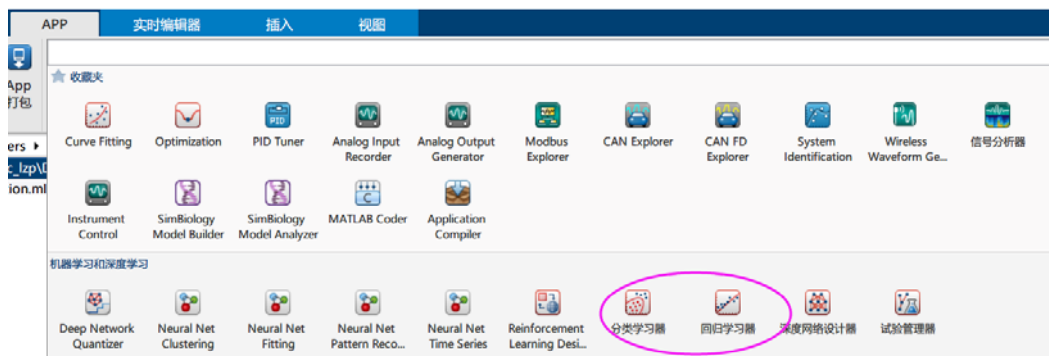 APP 实时编辑器 插入 视图
App
打包
收藏夹
Curve Fitting Optimization PID Tuner Analog Input Recorder Analog Output Generator Modbus Explorer CAN Explorer CAN FD Explorer System Identification Wireless Waveform Ge... 信号分析器
PID
ers
c_lzp\D
ion.ml
Instrument Control SimBiology Model Builder SimBiology Model Analyzer MATLAB Coder Application Compiler
C
机器学习和深度学习
Deep Network Quantizer Neural Net Clustering Neural Net Fitting Neural Net Pattern Reco... Neural Net Time Series Reinforcement Learning Desi... 分类学习器 回归学习器 深度网络设计器 试验管理器